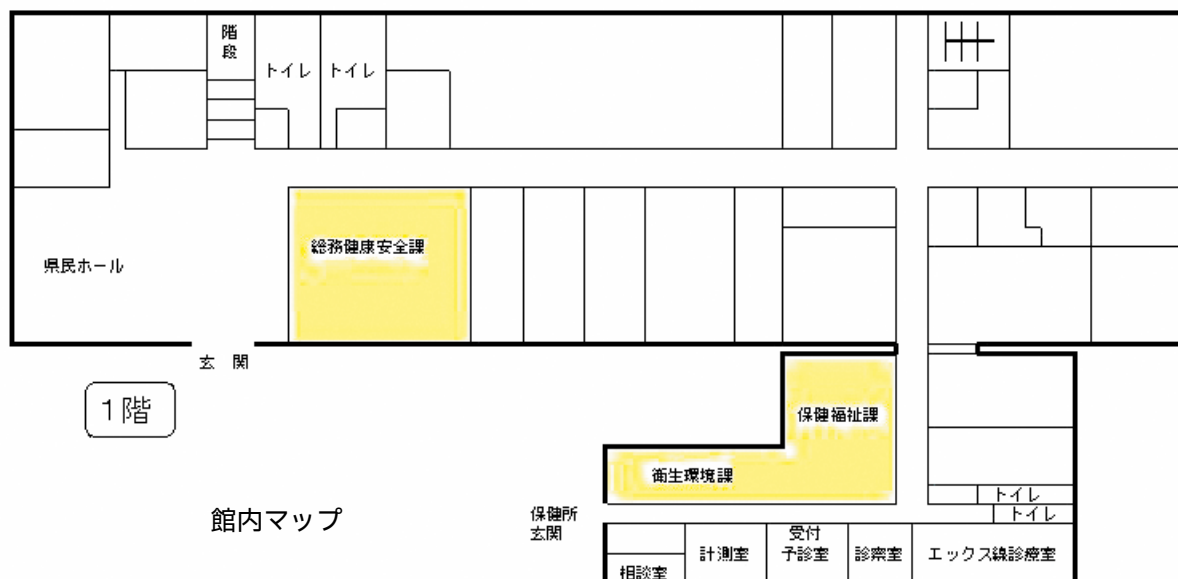 階
段
トイレ
トイレ
総務健康安全課
県民ホール
玄 関
1階
保健福祉課
衛生環境課
トイレ
トイレ
館内マップ
保健所
玄関
相談室
計測室
受付
予診室
診察室
エックス線診療室